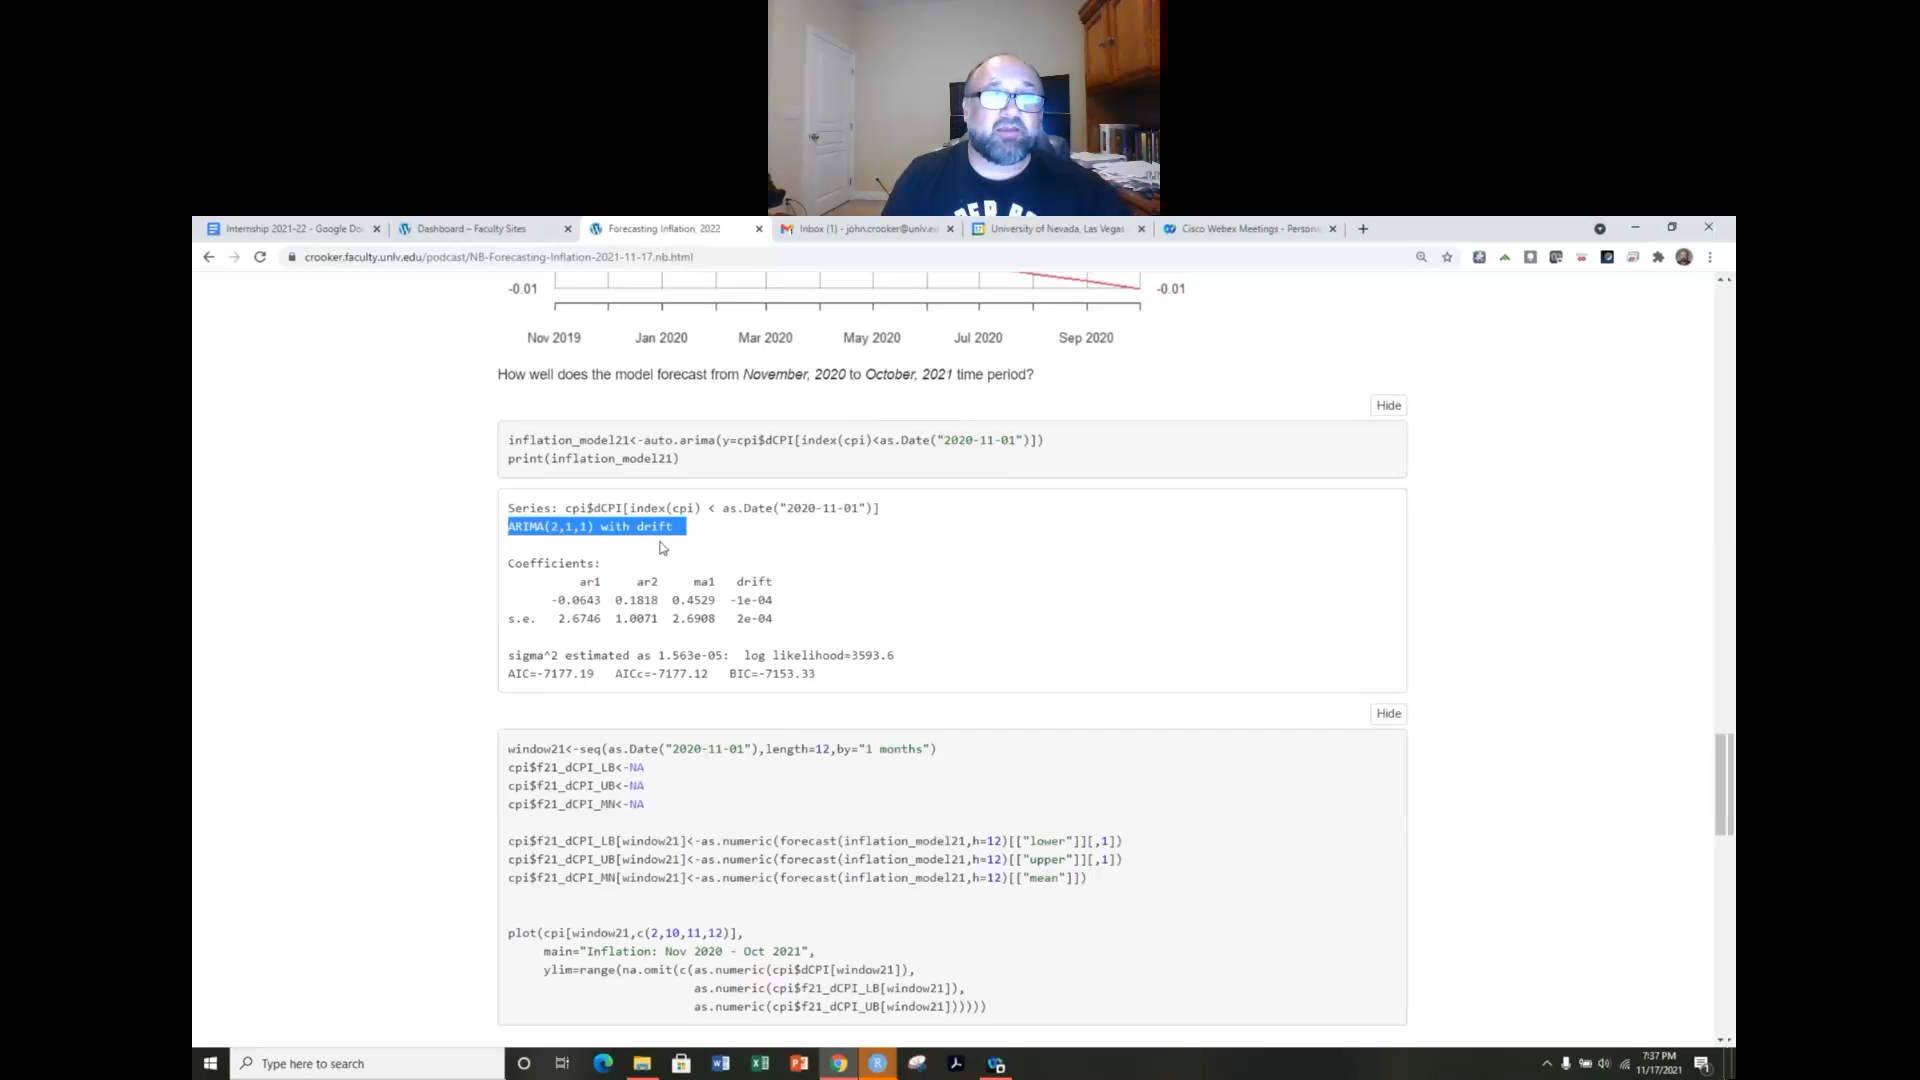 Internship 2021-22 - Google Do
Dashboard – Faculty Sites
Forecasting Inflation, 2022
Inbox (1) - john.crooker@unlv.ed
University of Nevada, Las Vegas
Cisco Webex Meetings - Persona
crooker.faculty.unlv.edu/podcast/NB-Forecasting-Inflation-2021-11-17.nb.html
-0.01
-0.01
Nov 2019 Jan 2020 Mar 2020 May 2020 Jul 2020 Sep 2020
How well does the model forecast from November, 2020 to October, 2021 time period?
Hide
inflation_model21<-auto.arima(y=cpi$dCPI[index(cpi)<as.Date("2020-11-01")])
print(inflation_model21)
Series: cpi$dCPI[index(cpi) < as.Date("2020-11-01")]
ARIMA(2,1,1) with drift
Coefficients:
ar1 ar2 ma1 drift
-0.0643 0.1818 0.4529 -1e-04
s.e. 2.6746 1.0071 2.6908 2e-04
sigma^2 estimated as 1.563e-05: log likelihood=3593.6
AIC=-7177.19 AICc=-7177.12 BIC=-7153.33
Hide
window21<-seq(as.Date("2020-11-01"),length=12,by="1 months")
cpi$f21_dCPI_LB<-NA
cpi$f21_dCPI_UB<-NA
cpi$f21_dCPI_MN<-NA
cpi$f21_dCPI_LB[window21]<-as.numeric(forecast(inflation_model21,h=12)[["lower"]][,1])
cpi$f21_dCPI_UB[window21]<-as.numeric(forecast(inflation_model21,h=12)[["upper"]][,1])
cpi$f21_dCPI_MN[window21]<-as.numeric(forecast(inflation_model21,h=12)[["mean"]])
plot(cpi[window21,c(2,10,11,12)],
main="Inflation: Nov 2020 - Oct 2021",
ylim=range(na.omit(c(as.numeric(cpi$dCPI[window21]),
as.numeric(cpi$f21_dCPI_LB[window21]),
as.numeric(cpi$f21_dCPI_UB[window21])))))
Type here to search
7:37 PM
11/17/2021